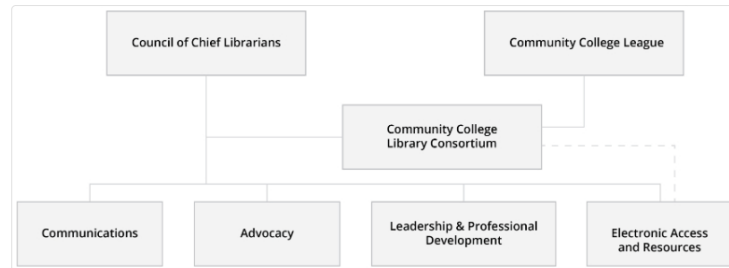 Council of Chief Librarians
Community College League
Community College
Library Consortium
Communications
Advocacy
Leadership & Professional
Development
Electronic Access
and Resources